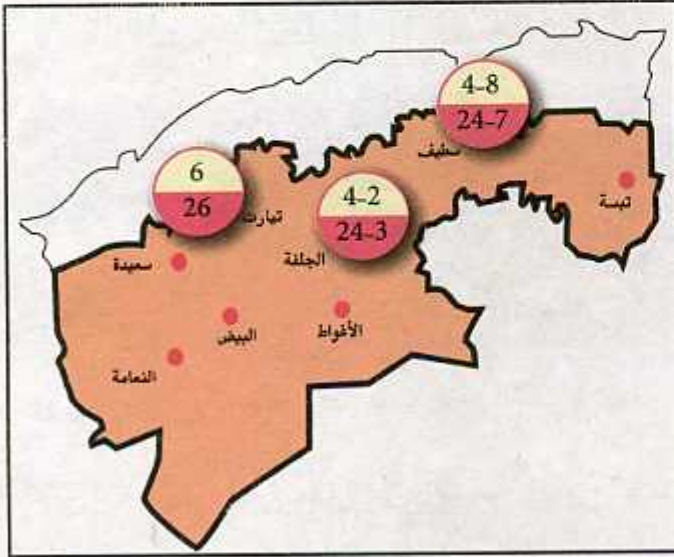 4-8
24-7
سطيف
6
26
4-2
24-3
تبسة
تيارت
سعيدة
الجلفة
البيض
الأغواط
النعامة